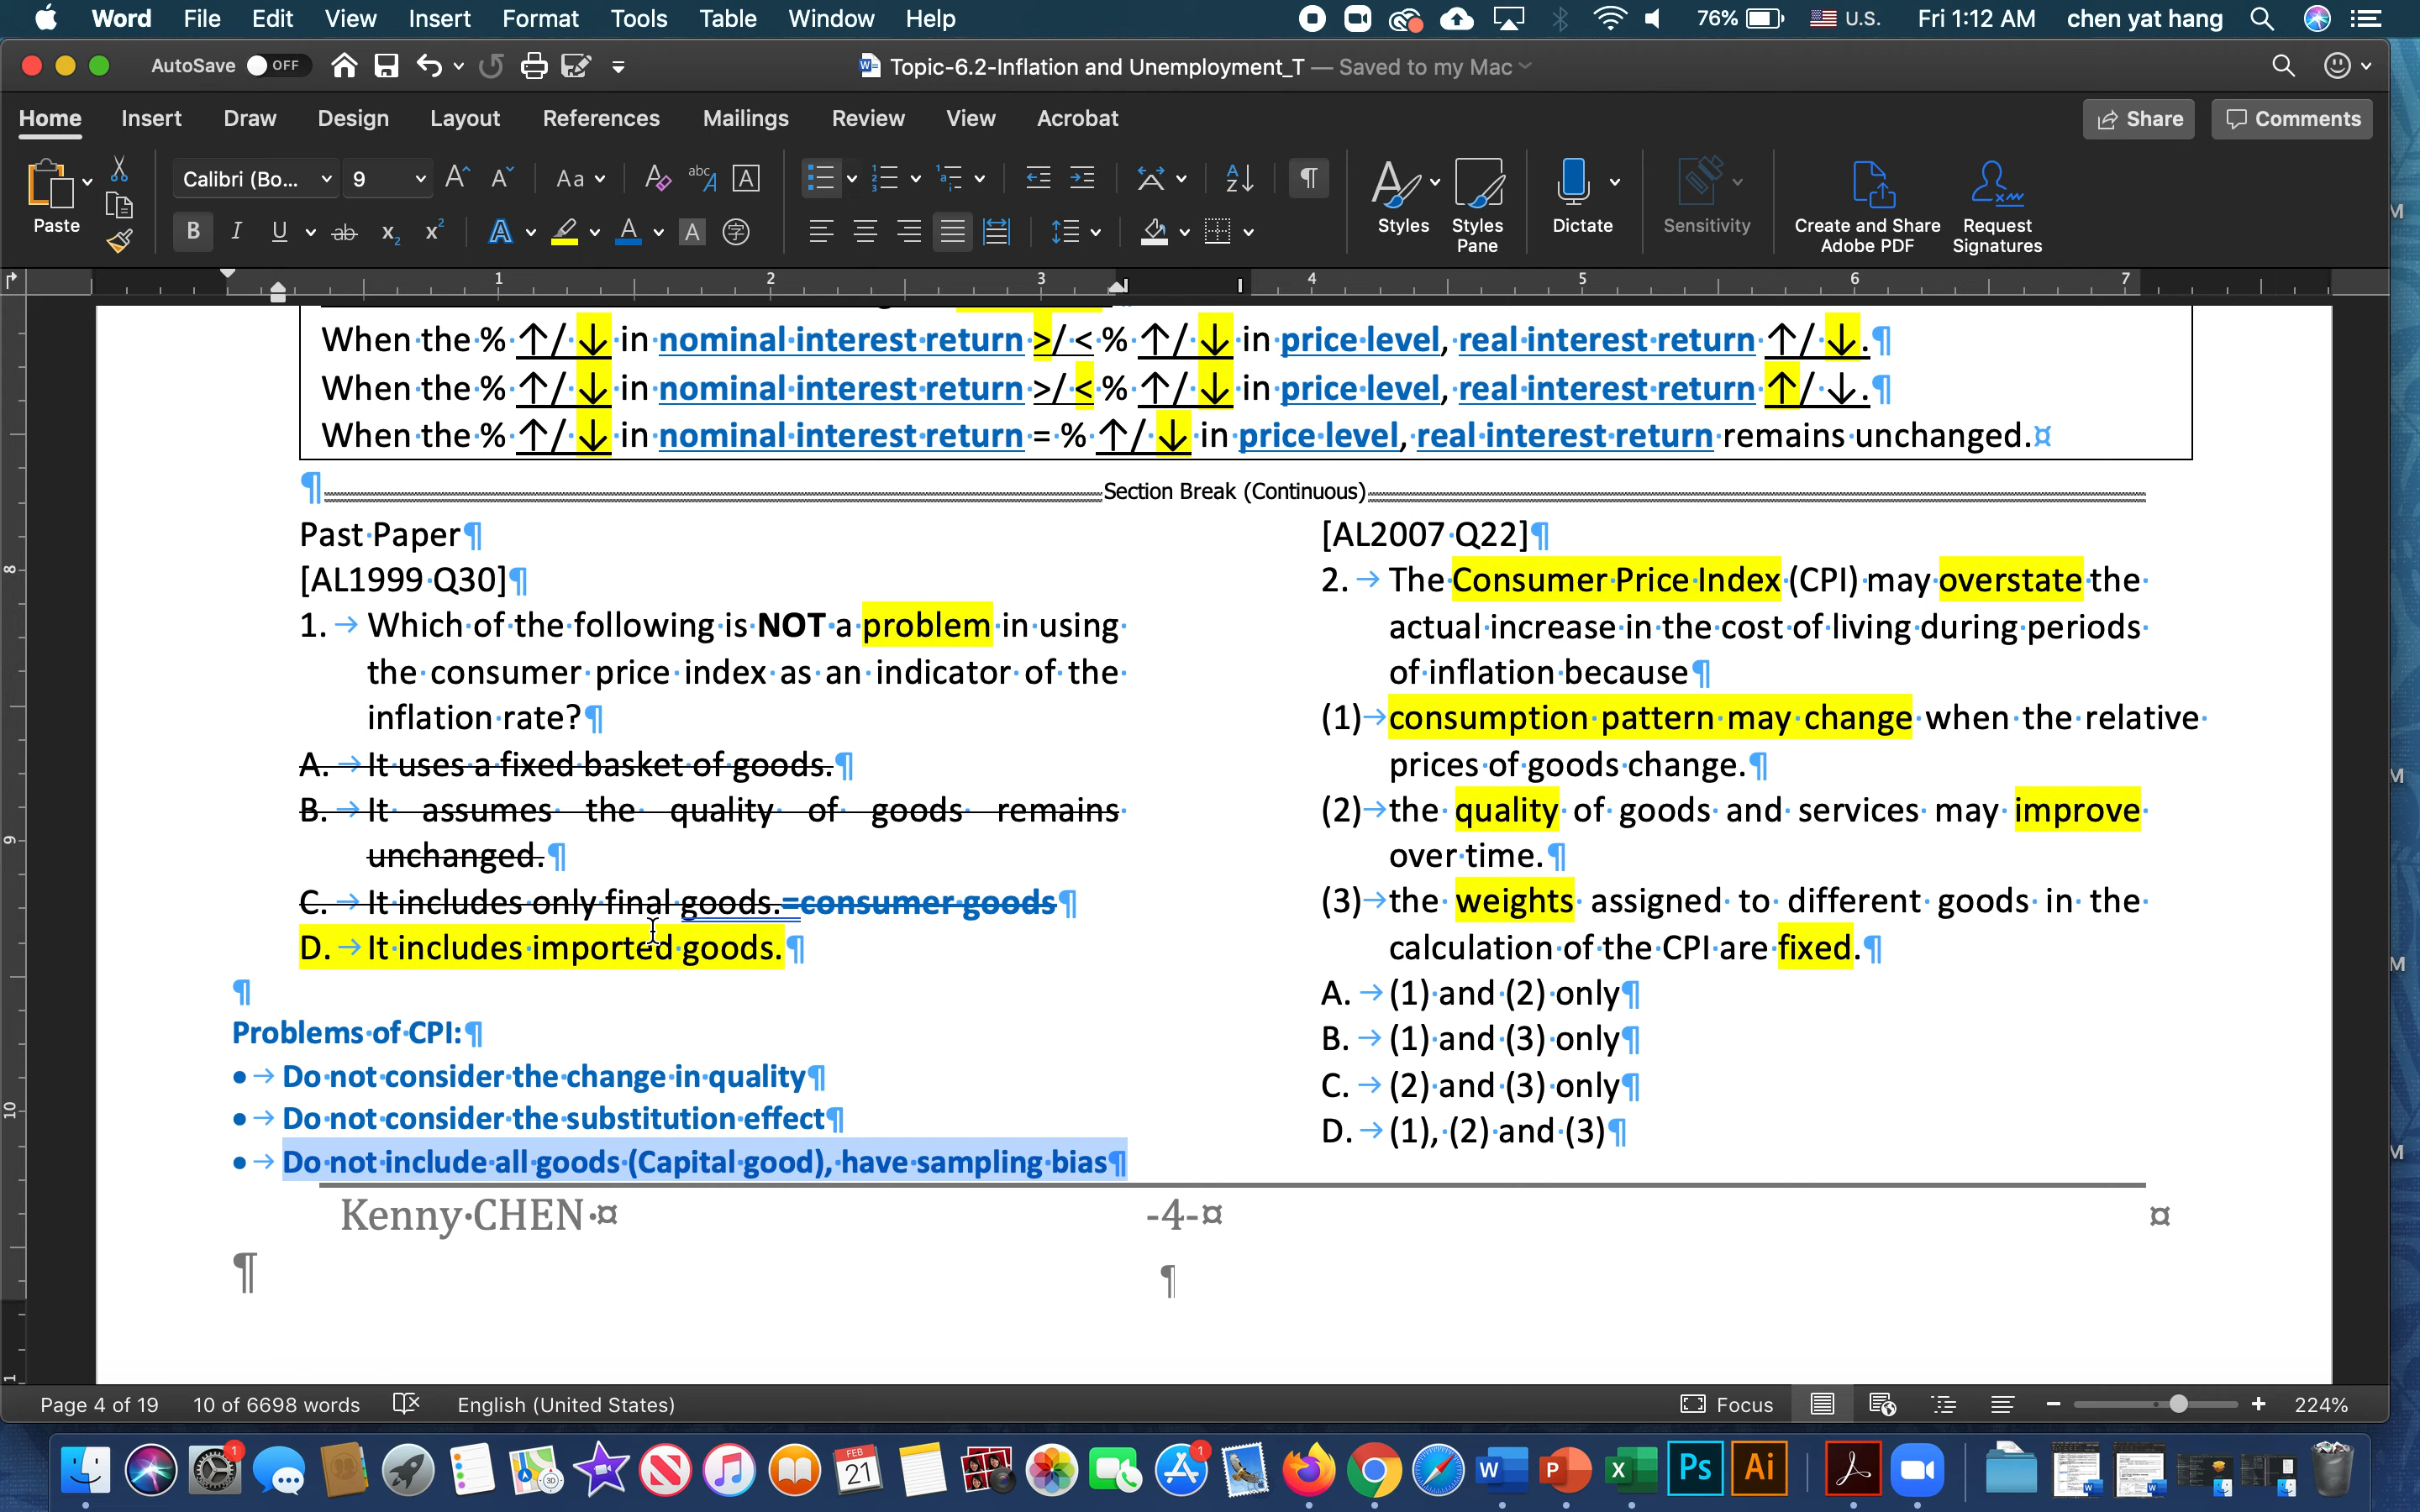 Word File Edit View Insert Format Tools Table Window Help 76% U.S. Fri 1:12 AM chen yat hang
AutoSave OFF Topic-6.2-Inflation and Unemployment_T — Saved to my Mac
Home Insert Draw Design Layout References Mailings Review View Acrobat Share Comments
Calibri (Bo... 9
Paste Styles Styles Pane Dictate Sensitivity Create and Share Adobe PDF Request Signatures
1 2 3 4 5 6 7
When the % ↑/ ↓ in nominal interest return >/ < % ↑/ ↓ in price level, real interest return ↑/ ↓.
When the % ↑/ ↓ in nominal interest return >/ < % ↑/ ↓ in price level, real interest return ↑/ ↓.
When the % ↑/ ↓ in nominal interest return = % ↑/ ↓ in price level, real interest return remains unchanged.
Section Break (Continuous)
Past Paper
[AL1999 Q30]
1. Which of the following is NOT a problem in using
the consumer price index as an indicator of the
inflation rate?
A. It uses a fixed basket of goods.
B. It assumes the quality of goods remains
unchanged.
C. It includes only final goods.=consumer goods
D. It includes imported goods.
Problems of CPI:
• Do not consider the change in quality
• Do not consider the substitution effect
• Do not include all goods (Capital good), have sampling bias
[AL2007 Q22]
2. The Consumer Price Index (CPI) may overstate the
actual increase in the cost of living during periods
of inflation because
(1) consumption pattern may change when the relative
prices of goods change.
(2) the quality of goods and services may improve
over time.
(3) the weights assigned to different goods in the
calculation of the CPI are fixed.
A. (1) and (2) only
B. (1) and (3) only
C. (2) and (3) only
D. (1), (2) and (3)
Kenny CHEN -4-
Page 4 of 19 10 of 6698 words English (United States) Focus 224%